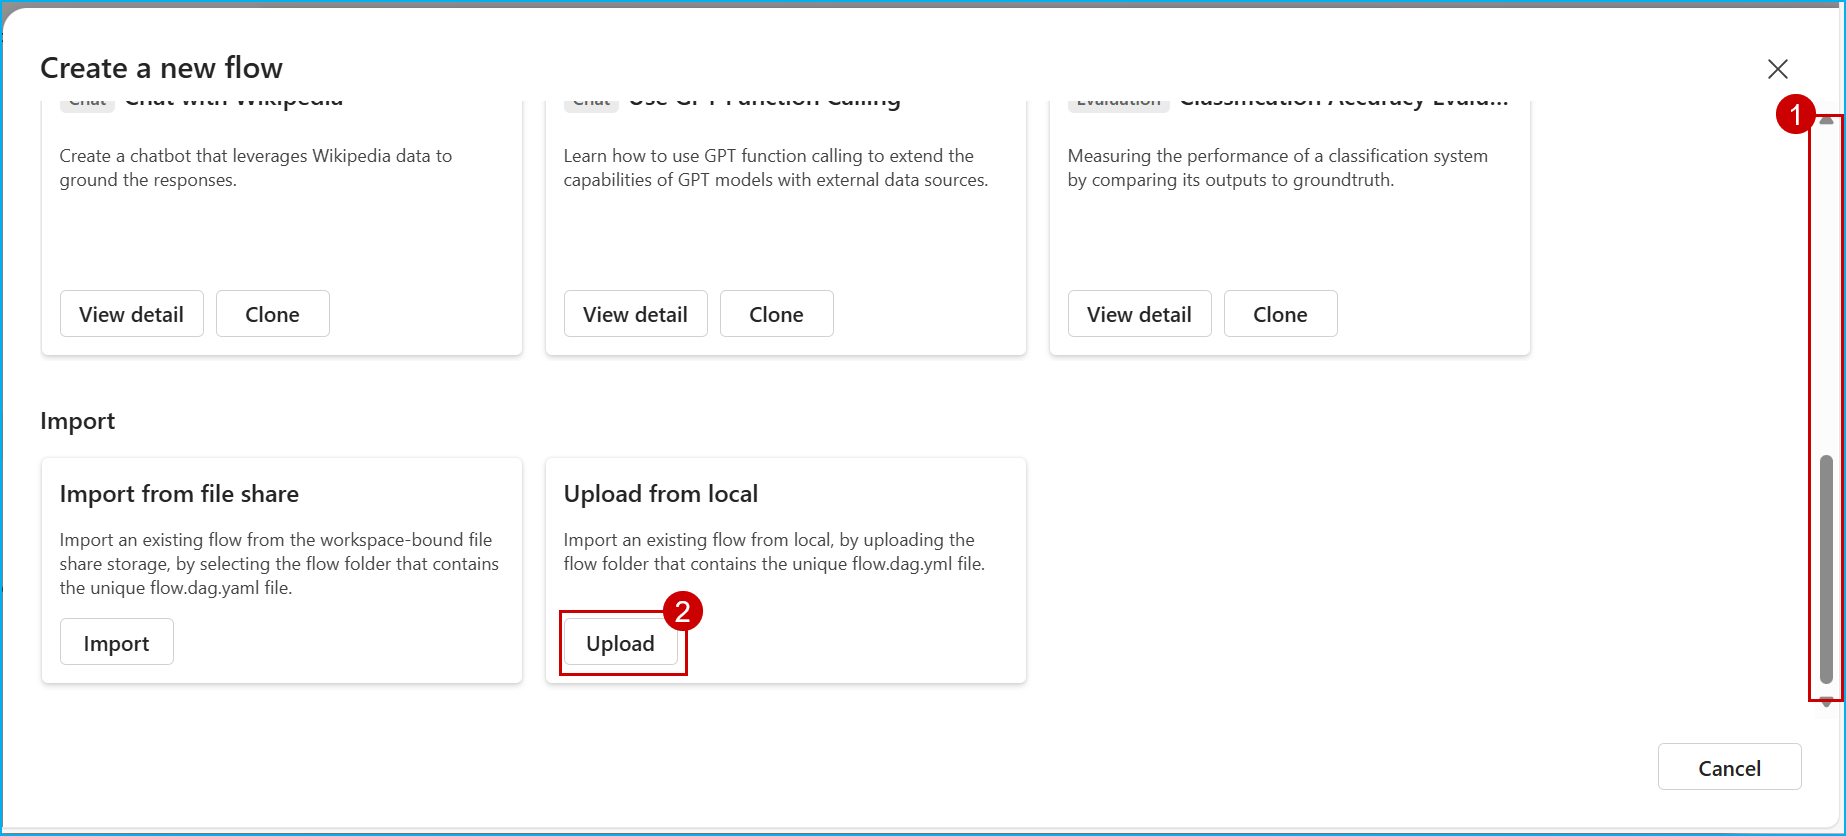 Create a new flow
Chat Chat with Wikipedia
Chat Use GPT Function Calling
Evaluation Classification Accuracy Evalu...
1
Create a chatbot that leverages Wikipedia data to
ground the responses.
Learn how to use GPT function calling to extend the
capabilities of GPT models with external data sources.
Measuring the performance of a classification system
by comparing its outputs to groundtruth.
View detail Clone
View detail Clone
View detail Clone
Import
Import from file share
Import an existing flow from the workspace-bound file
share storage, by selecting the flow folder that contains
the unique flow.dag.yaml file.
Import
Upload from local
Import an existing flow from local, by uploading the
flow folder that contains the unique flow.dag.yml file.
2
Upload
Cancel